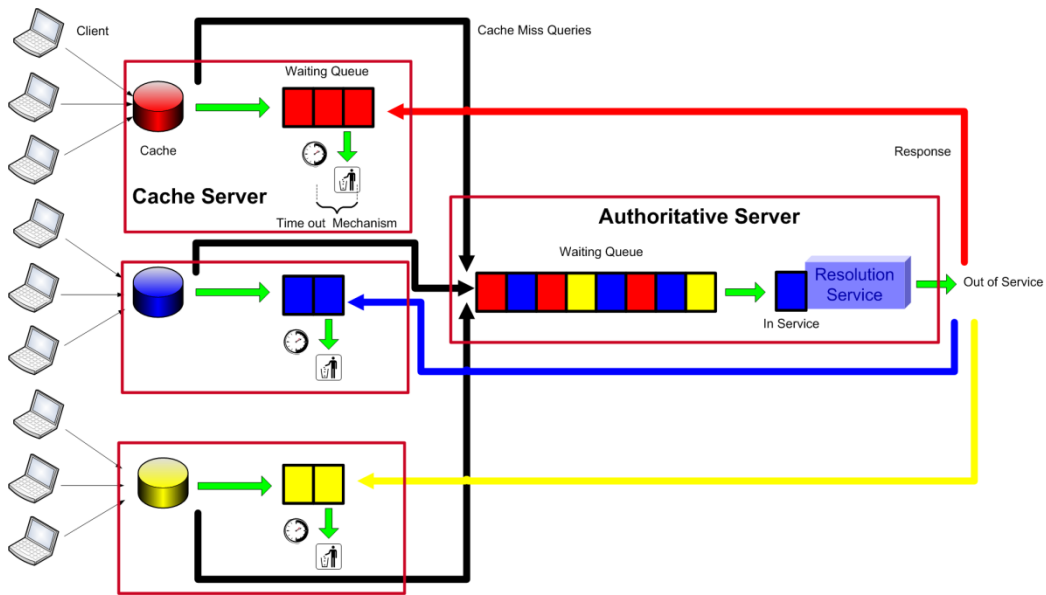 Client
Cache Miss Queries
Waiting Queue
Cache
Response
Cache Server
Time out Mechanism
Authoritative Server
Waiting Queue
Resolution
Service
Out of Service
In Service